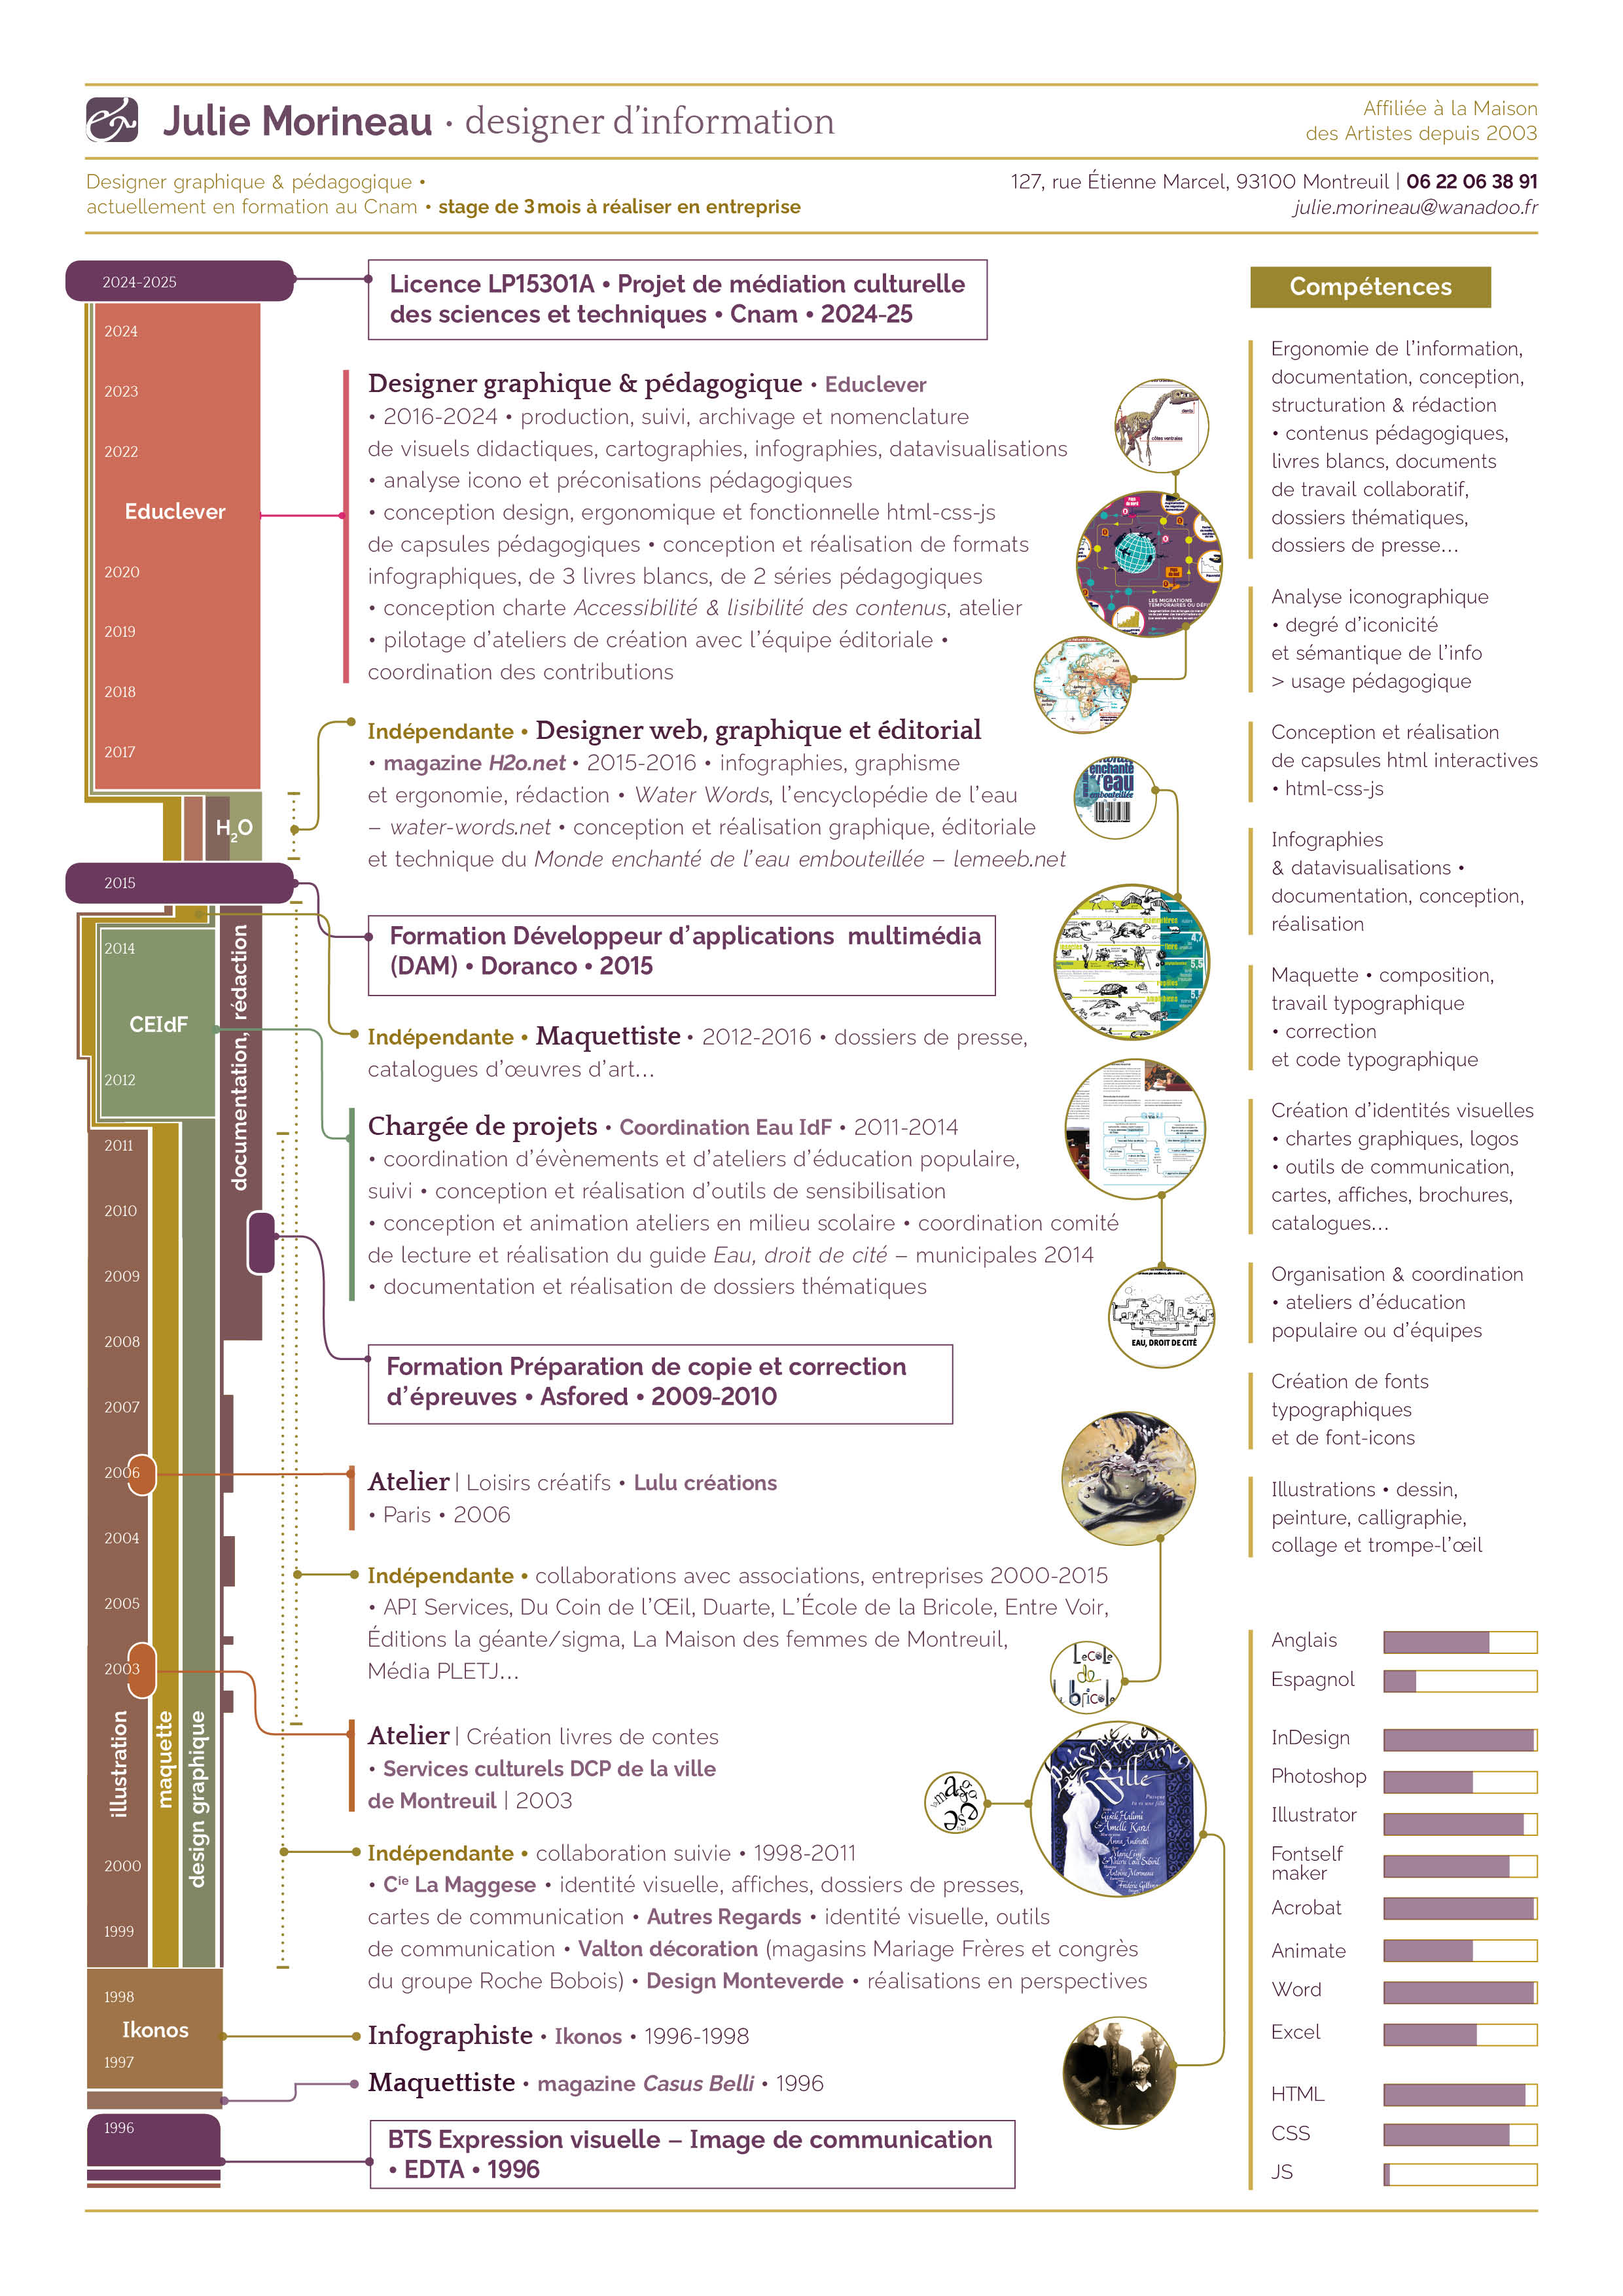 Julie Morineau · designer d’information
Affiliée à la Maison
des Artistes depuis 2003
Designer graphique & pédagogique •
actuellement en formation au Cnam • stage de 3 mois à réaliser en entreprise
127, rue Étienne Marcel, 93100 Montreuil | 06 22 06 38 91
julie.morineau@wanadoo.fr
2024-2025
2024
2023
2022
Educlever
2020
2019
2018
2017
H2O
2015
2014
CEIdF
2012
documentation, rédaction
2011
2010
2009
2008
2007
2006
2004
2005
2003
illustration
maquette
design graphique
2000
1999
1998
Ikonos
1997
1996
Licence LP15301A • Projet de médiation culturelle
des sciences et techniques • Cnam • 2024-25
Designer graphique & pédagogique • Educlever
• 2016-2024 • production, suivi, archivage et nomenclature
de visuels didactiques, cartographies, infographies, datavisualisations
• analyse icono et préconisations pédagogiques
• conception design, ergonomique et fonctionnelle html-css-js
de capsules pédagogiques • conception et réalisation de formats
infographiques, de 3 livres blancs, de 2 séries pédagogiques
• conception charte Accessibilité & lisibilité des contenus, atelier
• pilotage d’ateliers de création avec l’équipe éditoriale •
coordination des contributions
Indépendante • Designer web, graphique et éditorial
• magazine H2o.net • 2015-2016 • infographies, graphisme
et ergonomie, rédaction • Water Words, l’encyclopédie de l’eau
– water-words.net • conception et réalisation graphique, éditoriale
et technique du Monde enchanté de l’eau embouteillée – lemeeb.net
Formation Développeur d’applications  multimédia
(DAM) • Doranco • 2015
Indépendante • Maquettiste • 2012-2016 • dossiers de presse,
catalogues d’œuvres d’art…
Chargée de projets • Coordination Eau IdF • 2011-2014
• coordination d’évènements et d’ateliers d’éducation populaire,
suivi • conception et réalisation d’outils de sensibilisation
• conception et animation ateliers en milieu scolaire • coordination comité
de lecture et réalisation du guide Eau, droit de cité – municipales 2014
• documentation et réalisation de dossiers thématiques
Formation Préparation de copie et correction
d’épreuves • Asfored • 2009-2010
Atelier | Loisirs créatifs • Lulu créations
• Paris • 2006
Indépendante • collaborations avec associations, entreprises 2000-2015
• API Services, Du Coin de l’Œil, Duarte, L’École de la Bricole, Entre Voir,
Éditions la géante/sigma, La Maison des femmes de Montreuil,
Média PLETJ…
Atelier | Création livres de contes
• Services culturels DCP de la ville
de Montreuil | 2003
Indépendante • collaboration suivie • 1998-2011
• Cie La Maggese • identité visuelle, affiches, dossiers de presses,
cartes de communication • Autres Regards • identité visuelle, outils
de communication • Valton décoration (magasins Mariage Frères et congrès
du groupe Roche Bobois) • Design Monteverde • réalisations en perspectives
Infographiste • Ikonos • 1996-1998
Maquettiste • magazine Casus Belli • 1996
BTS Expression visuelle – Image de communication
• EDTA • 1996
côtes ventrales
LES MIGRATIONS
enchanté
l'eau
embouteillée
EAU, DROIT DE CITÉ
LeCoLe
de
bricole
fille
Compétences
Ergonomie de l’information,
documentation, conception,
structuration & rédaction
• contenus pédagogiques,
livres blancs, documents
de travail collaboratif,
dossiers thématiques,
dossiers de presse…
Analyse iconographique
• degré d’iconicité
et sémantique de l’info
> usage pédagogique
Conception et réalisation
de capsules html interactives
• html-css-js
Infographies
& datavisualisations •
documentation, conception,
réalisation
Maquette • composition,
travail typographique
• correction
et code typographique
Création d’identités visuelles
• chartes graphiques, logos
• outils de communication,
cartes, affiches, brochures,
catalogues…
Organisation & coordination
• ateliers d’éducation
populaire ou d’équipes
Création de fonts
typographiques
et de font-icons
Illustrations • dessin,
peinture, calligraphie,
collage et trompe-l’œil
Anglais
Espagnol
InDesign
Photoshop
Illustrator
Fontself
maker
Acrobat
Animate
Word
Excel
HTML
CSS
JS